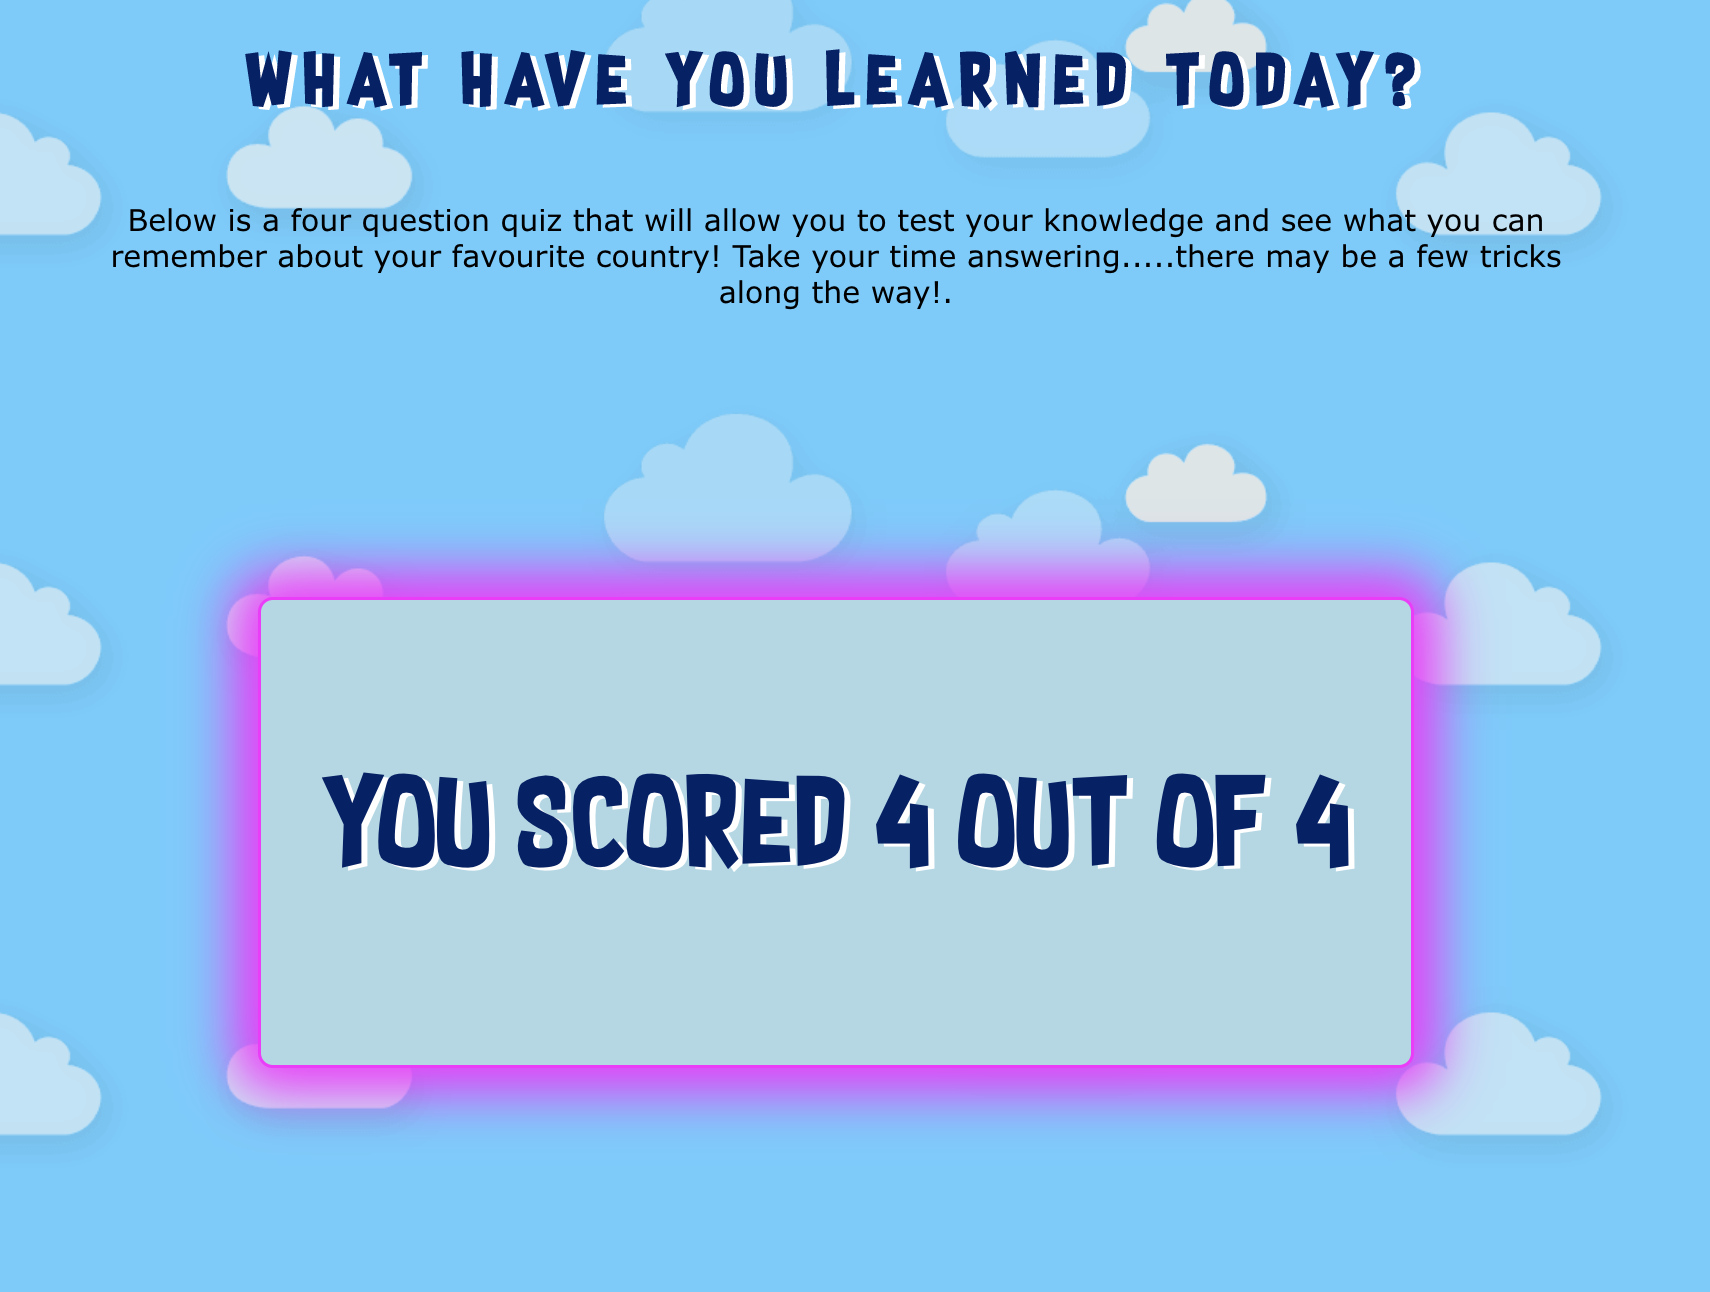 WHAT HAVE YOU LEARNED TODAY?
Below is a four question quiz that will allow you to test your knowledge and see what you can
remember about your favourite country! Take your time answering.....there may be a few tricks
along the way!.
YOU SCORED 4 OUT OF 4